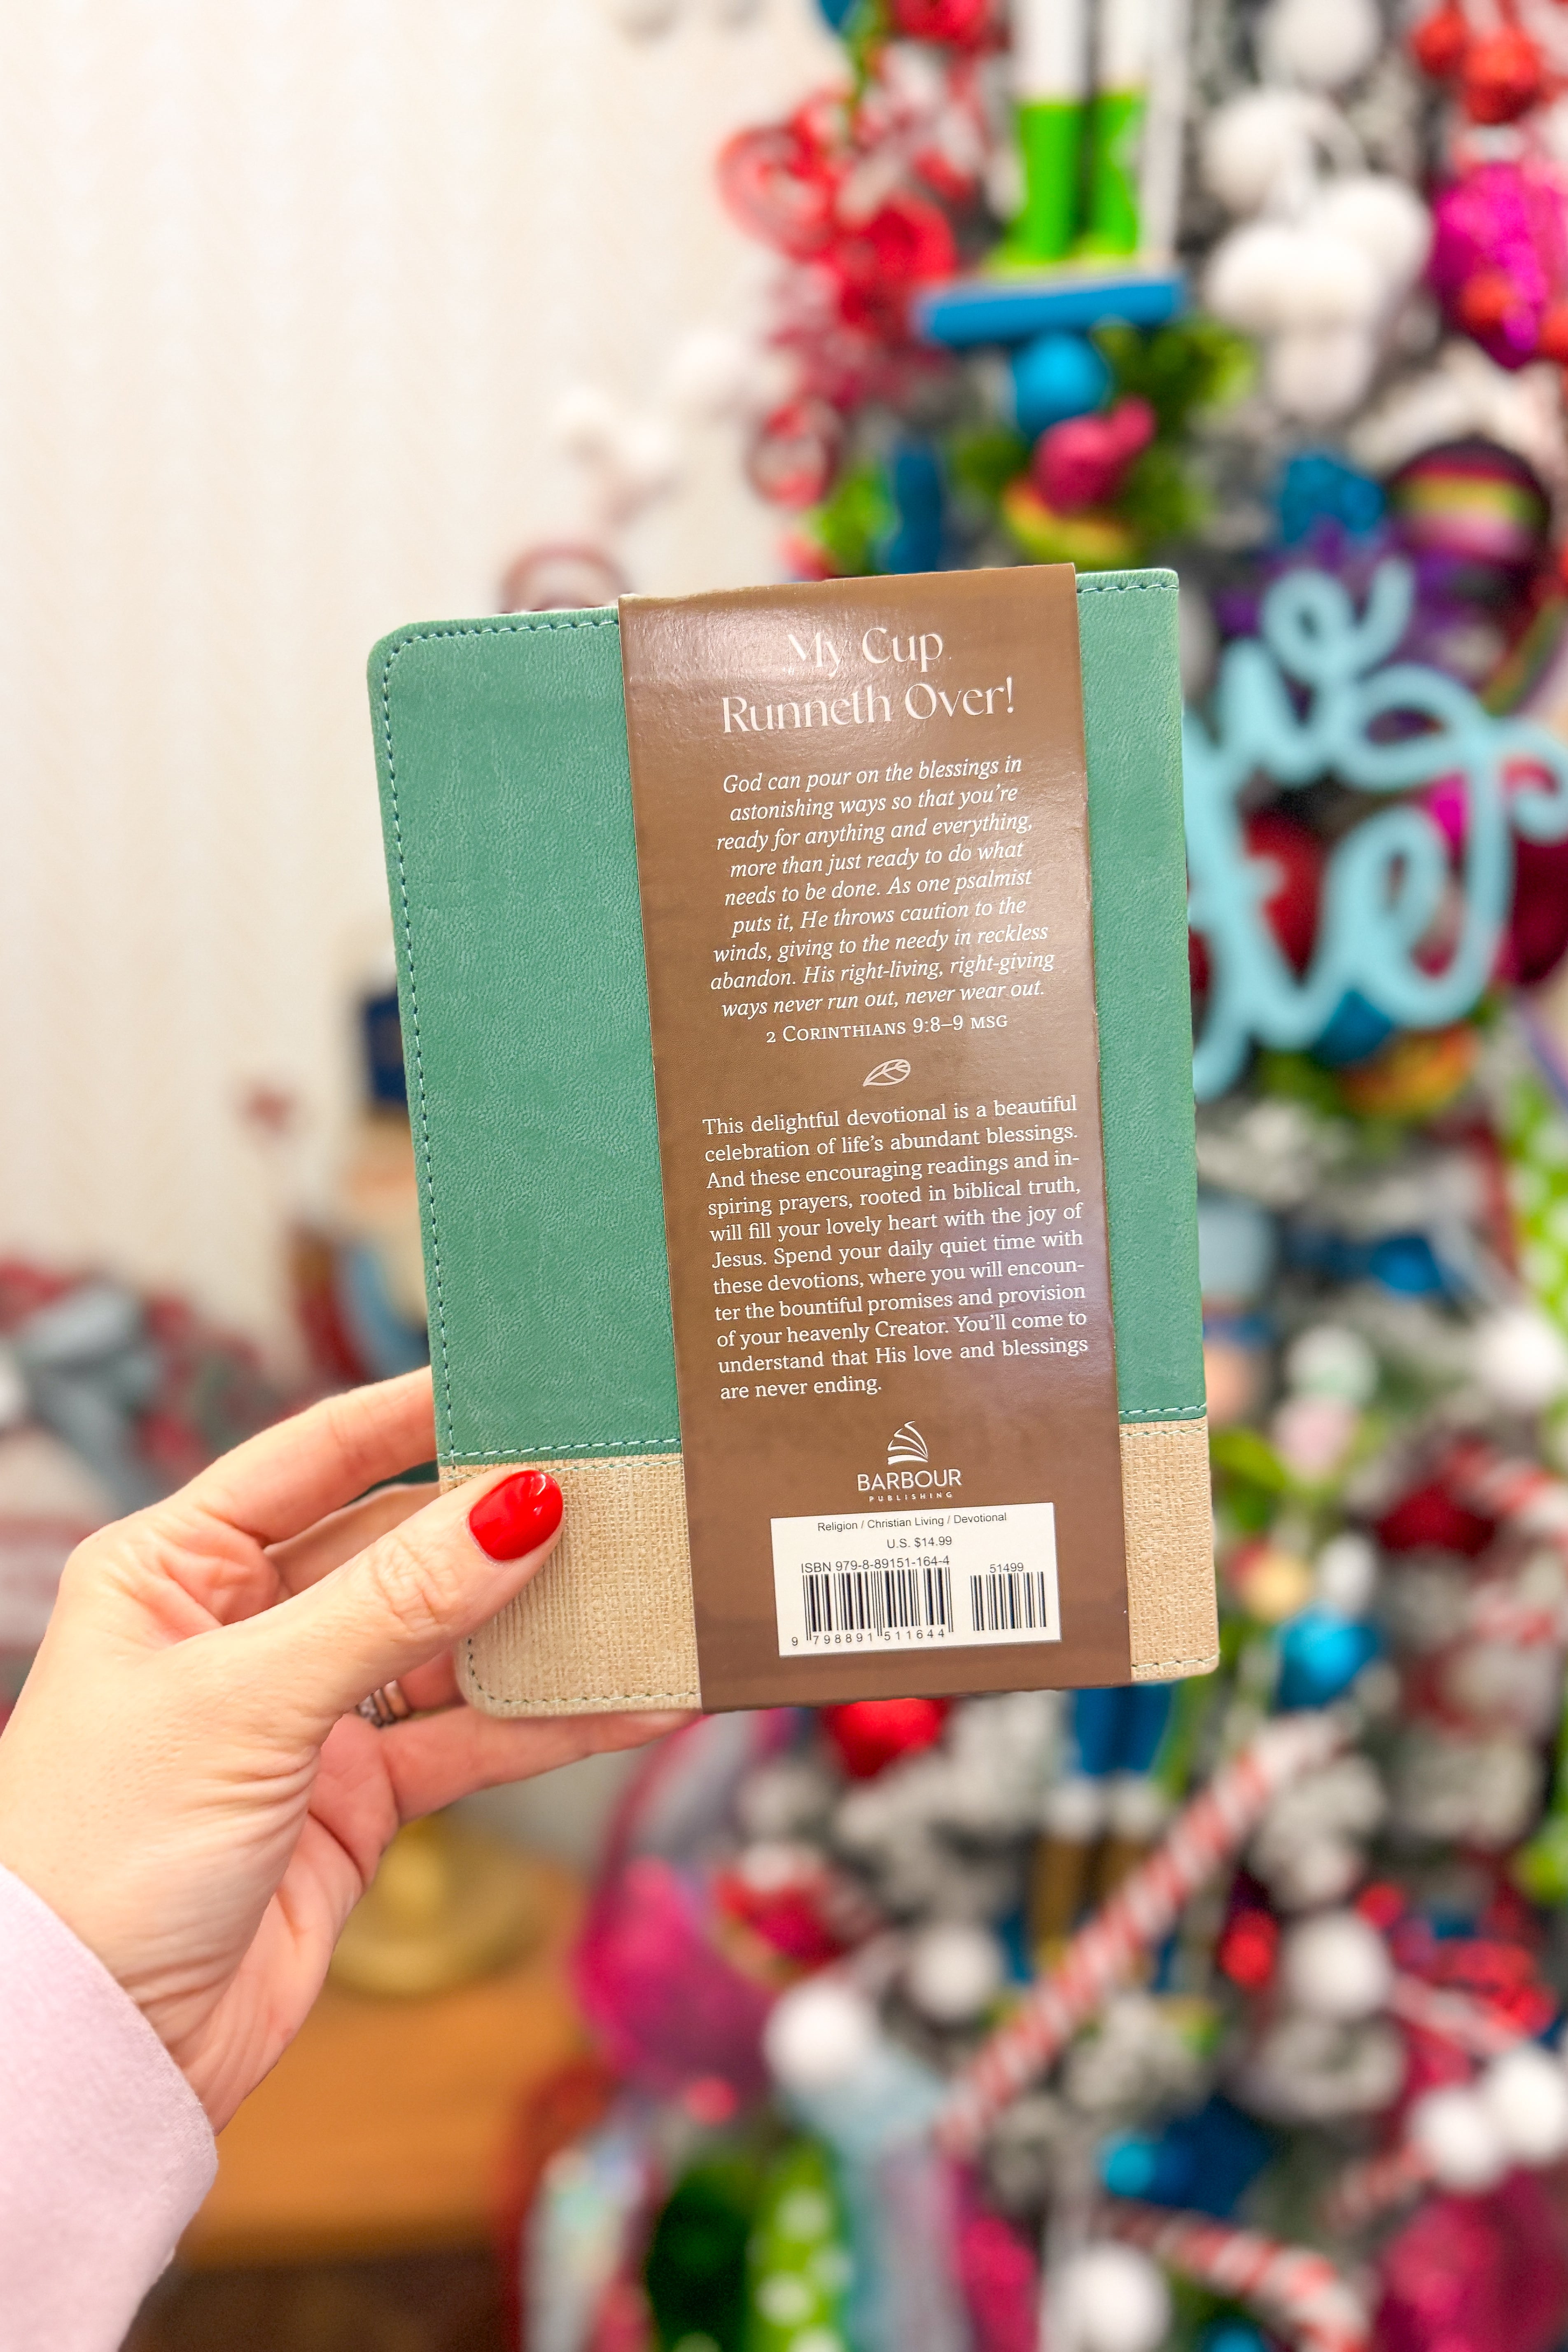 My Cup
Runneth Over!
God can pour on the blessings in
astonishing ways so that you're
ready for anything and everything,
more than just ready to do what
needs to be done. As one psalmist
puts it, He throws caution to the
winds, giving to the needy in reckless
abandon. His right-living, right-giving
ways never run out, never wear out.
2 Corinthians 9:8–9 MSG
This delightful devotional is a beautiful
celebration of life's abundant blessings.
And these encouraging readings and in-
spiring prayers, rooted in biblical truth,
will fill your lovely heart with the joy of
Jesus. Spend your daily quiet time with
these devotions, where you will encoun-
ter the bountiful promises and provision
of your heavenly Creator. You'll come to
understand that His love and blessings
are never ending.
BARBOUR
PUBLISHING
Religion / Christian Living / Devotional
U.S. $14.99
ISBN 979-8-89151-164-4
51499
9 798891 511644